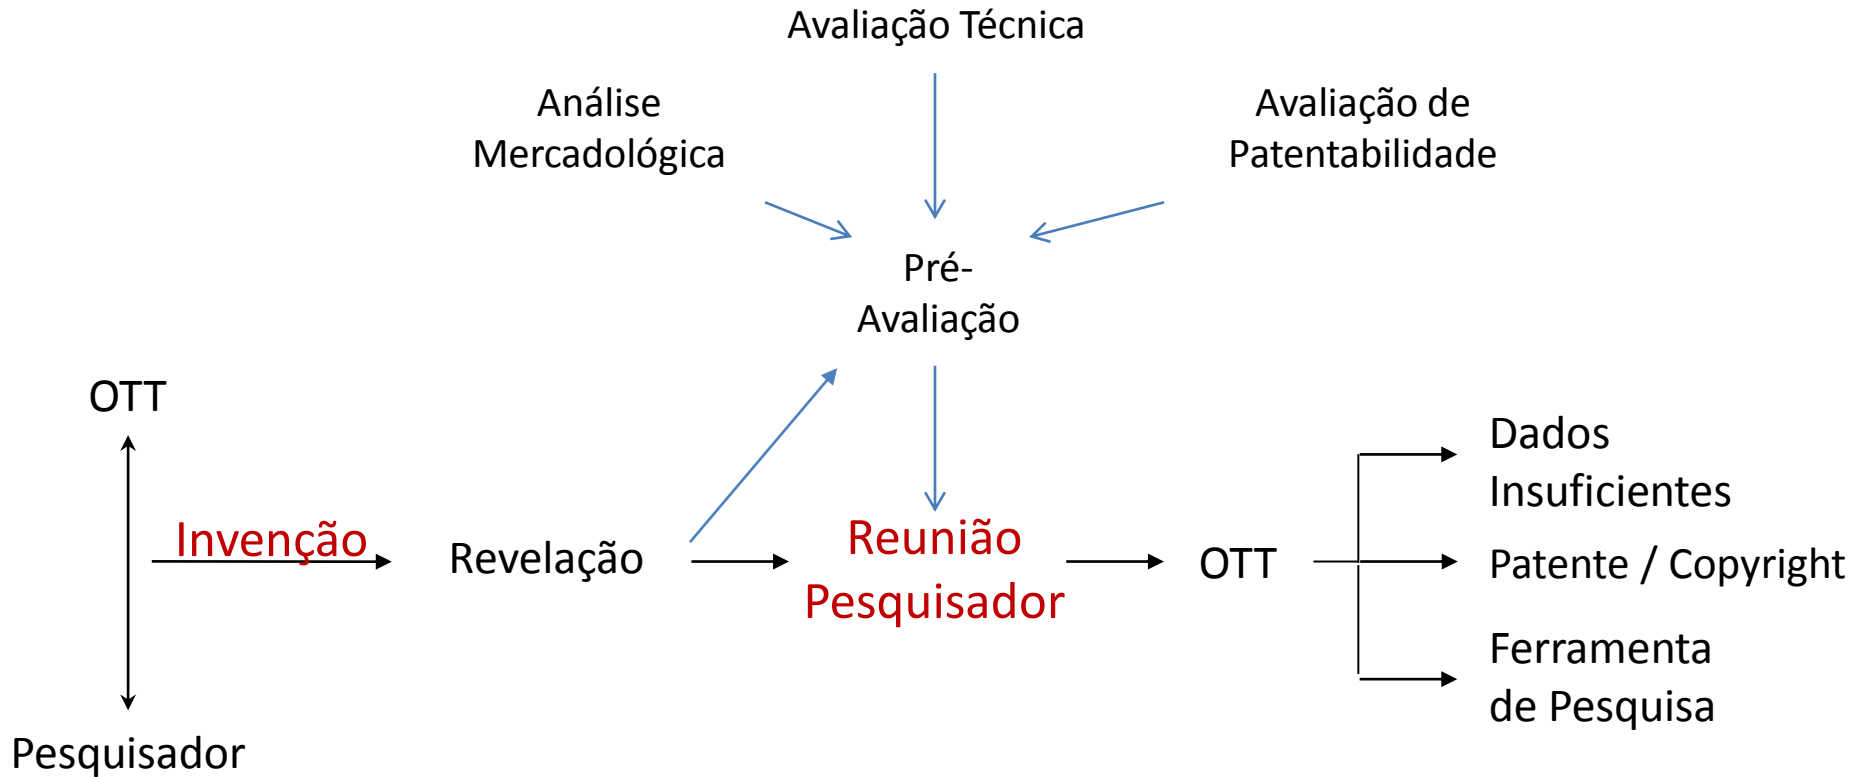 Avaliação Técnica
Análise
Mercadológica
Avaliação de
Patentabilidade
Pré-
Avaliação
OTT
Invenção
Pesquisador
Revelação
Reunião
Pesquisador
OTT
Dados
Insuficientes
Patente / Copyright
Ferramenta
de Pesquisa